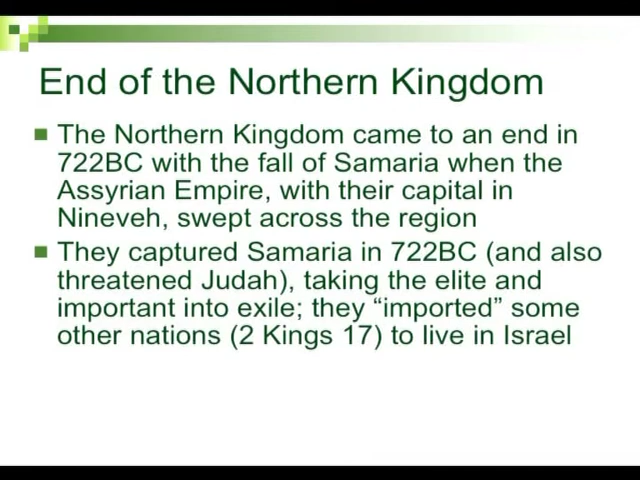 End of the Northern Kingdom
The Northern Kingdom came to an end in
722BC with the fall of Samaria when the
Assyrian Empire, with their capital in
Nineveh, swept across the region
They captured Samaria in 722BC (and also
threatened Judah), taking the elite and
important into exile; they “imported” some
other nations (2 Kings 17) to live in Israel